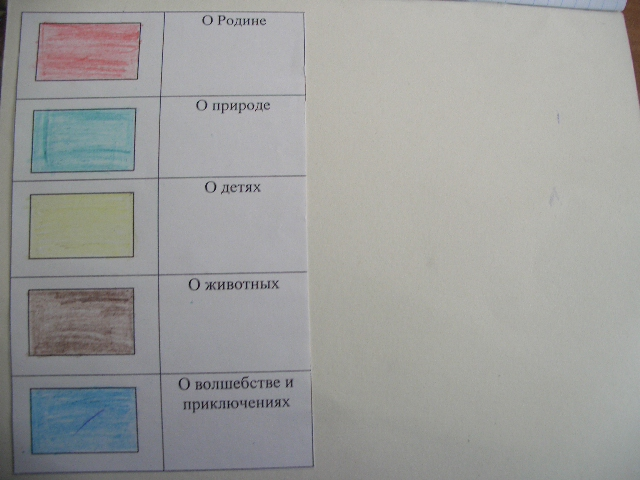 О Родине
О природе
О детях
О животных
О волшебстве и
приключениях